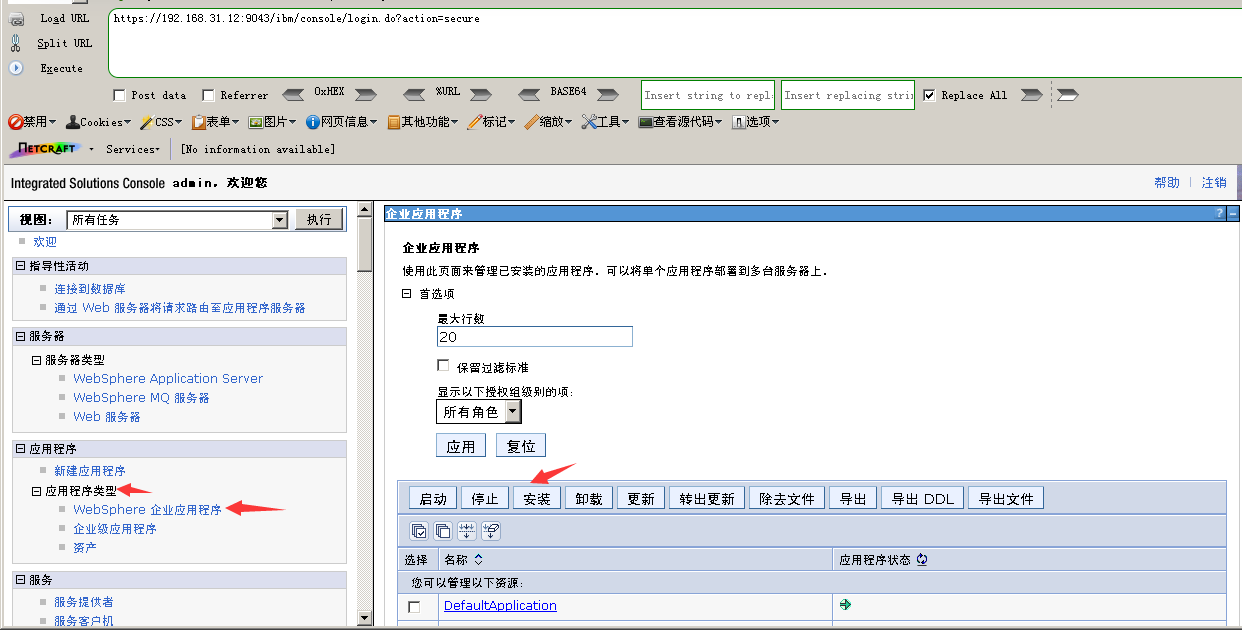 Load URL
https://192.168.31.12:9043/ibm/console/login.do?action=secure
Split URL
Execute
Post data Referrer 0xHEX %URL BASE64 Insert string to repl Insert replacing stri Replace All
禁用 Cookies CSS 表单 图片 网页信息 其他功能 标记 缩放 工具 查看源代码 选项
NETCRAFT Services [No information available]
Integrated Solutions Console admin，欢迎您 帮助 注销
视图： 所有任务 执行
欢迎
指导性活动
连接到数据库
通过 Web 服务器将请求路由至应用程序服务器
服务器
服务器类型
WebSphere Application Server
WebSphere MQ 服务器
Web 服务器
应用程序
新建应用程序
应用程序类型
WebSphere 企业应用程序
企业级应用程序
资产
服务
服务提供者
服务客户机
企业应用程序 ? –
企业应用程序
使用此页面来管理已安装的应用程序．可以将单个应用程序部署到多台服务器上．
首选项
最大行数
20
保留过滤标准
显示以下授权组级别的项:
所有角色
应用 复位
启动 停止 安装 卸载 更新 转出更新 除去文件 导出 导出 DDL 导出文件
选择 名称 应用程序状态
您可以管理以下资源:
DefaultApplication